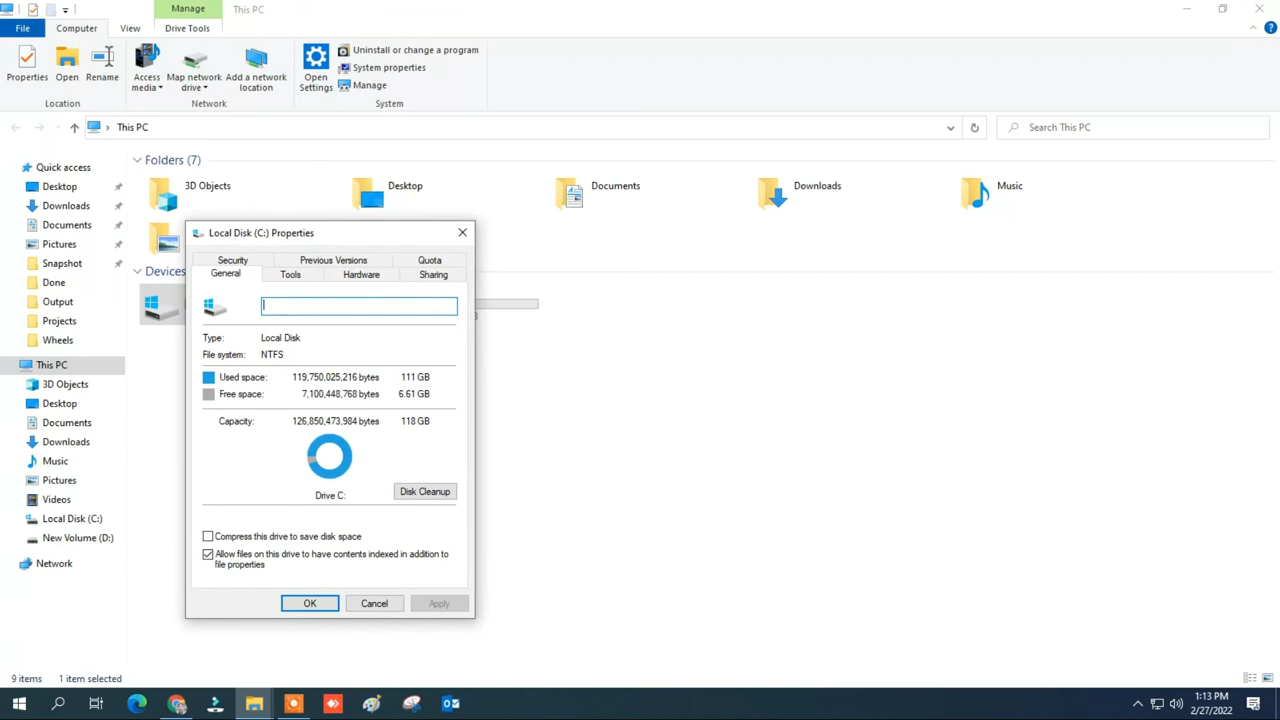 Manage
This PC
File
Computer
View
Drive Tools
Properties
Open
Rename
Access media
Map network drive
Add a network location
Open Settings
Uninstall or change a program
System properties
Manage
Location
Network
System
This PC
Search This PC
Quick access
Desktop
Downloads
Documents
Pictures
Snapshot
Done
Output
Projects
Wheels
This PC
3D Objects
Desktop
Documents
Downloads
Music
Pictures
Videos
Local Disk (C:)
New Volume (D:)
Network
Folders (7)
3D Objects
Desktop
Documents
Downloads
Music
Devices
Local Disk (C:) Properties
Security
Previous Versions
Quota
General
Tools
Hardware
Sharing
Type: Local Disk
File system: NTFS
Used space: 119,750,025,216 bytes 111 GB
Free space: 7,100,448,768 bytes 6.61 GB
Capacity: 126,850,473,984 bytes 118 GB
Drive C:
Disk Cleanup
Compress this drive to save disk space
Allow files on this drive to have contents indexed in addition to
file properties
OK
Cancel
Apply
9 items
1 item selected
1:13 PM
2/27/2022